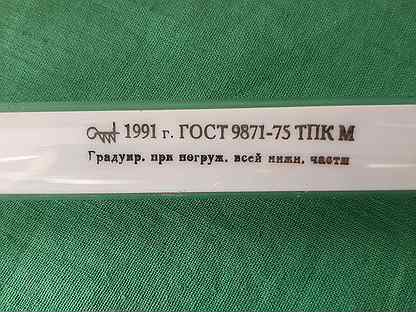 1991 г. ГОСТ 9871-75 ТПК М
Градуир. при погруж. всей нижн. части